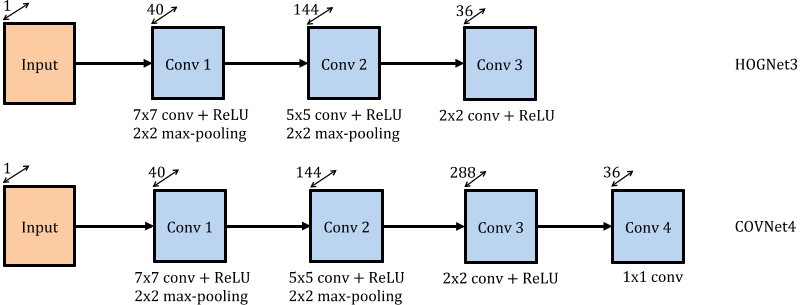 1
40
144
36
Input
Conv 1
Conv 2
Conv 3
HOGNet3
7x7 conv + ReLU
2x2 max-pooling
5x5 conv + ReLU
2x2 max-pooling
2x2 conv + ReLU
1
40
144
288
36
Input
Conv 1
Conv 2
Conv 3
Conv 4
COVNet4
7x7 conv + ReLU
2x2 max-pooling
5x5 conv + ReLU
2x2 max-pooling
2x2 conv + ReLU
1x1 conv